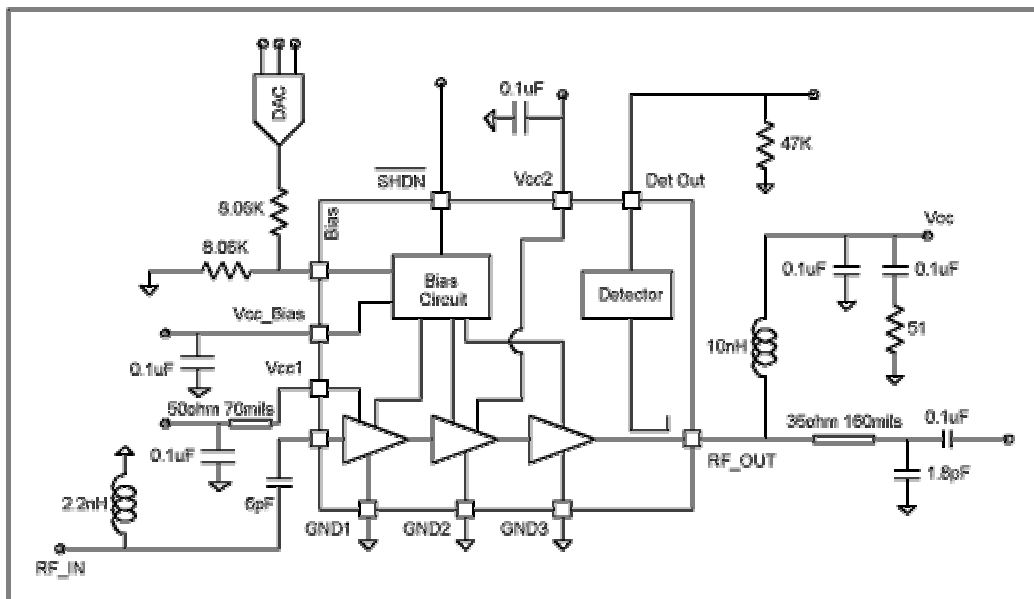 DAC
0.1uF
47K
SHDN
Vcc2
Det Out
8.06K
Bias
Vcc
8.06K
Bias
Circuit
Detector
0.1uF
0.1uF
Vcc_Bias
51
10nH
0.1uF
Vcc1
50ohm 70mils
35ohm 160mils
0.1uF
0.1uF
RF_OUT
1.8pF
2.2nH
6pF
GND1
GND2
GND3
RF_IN